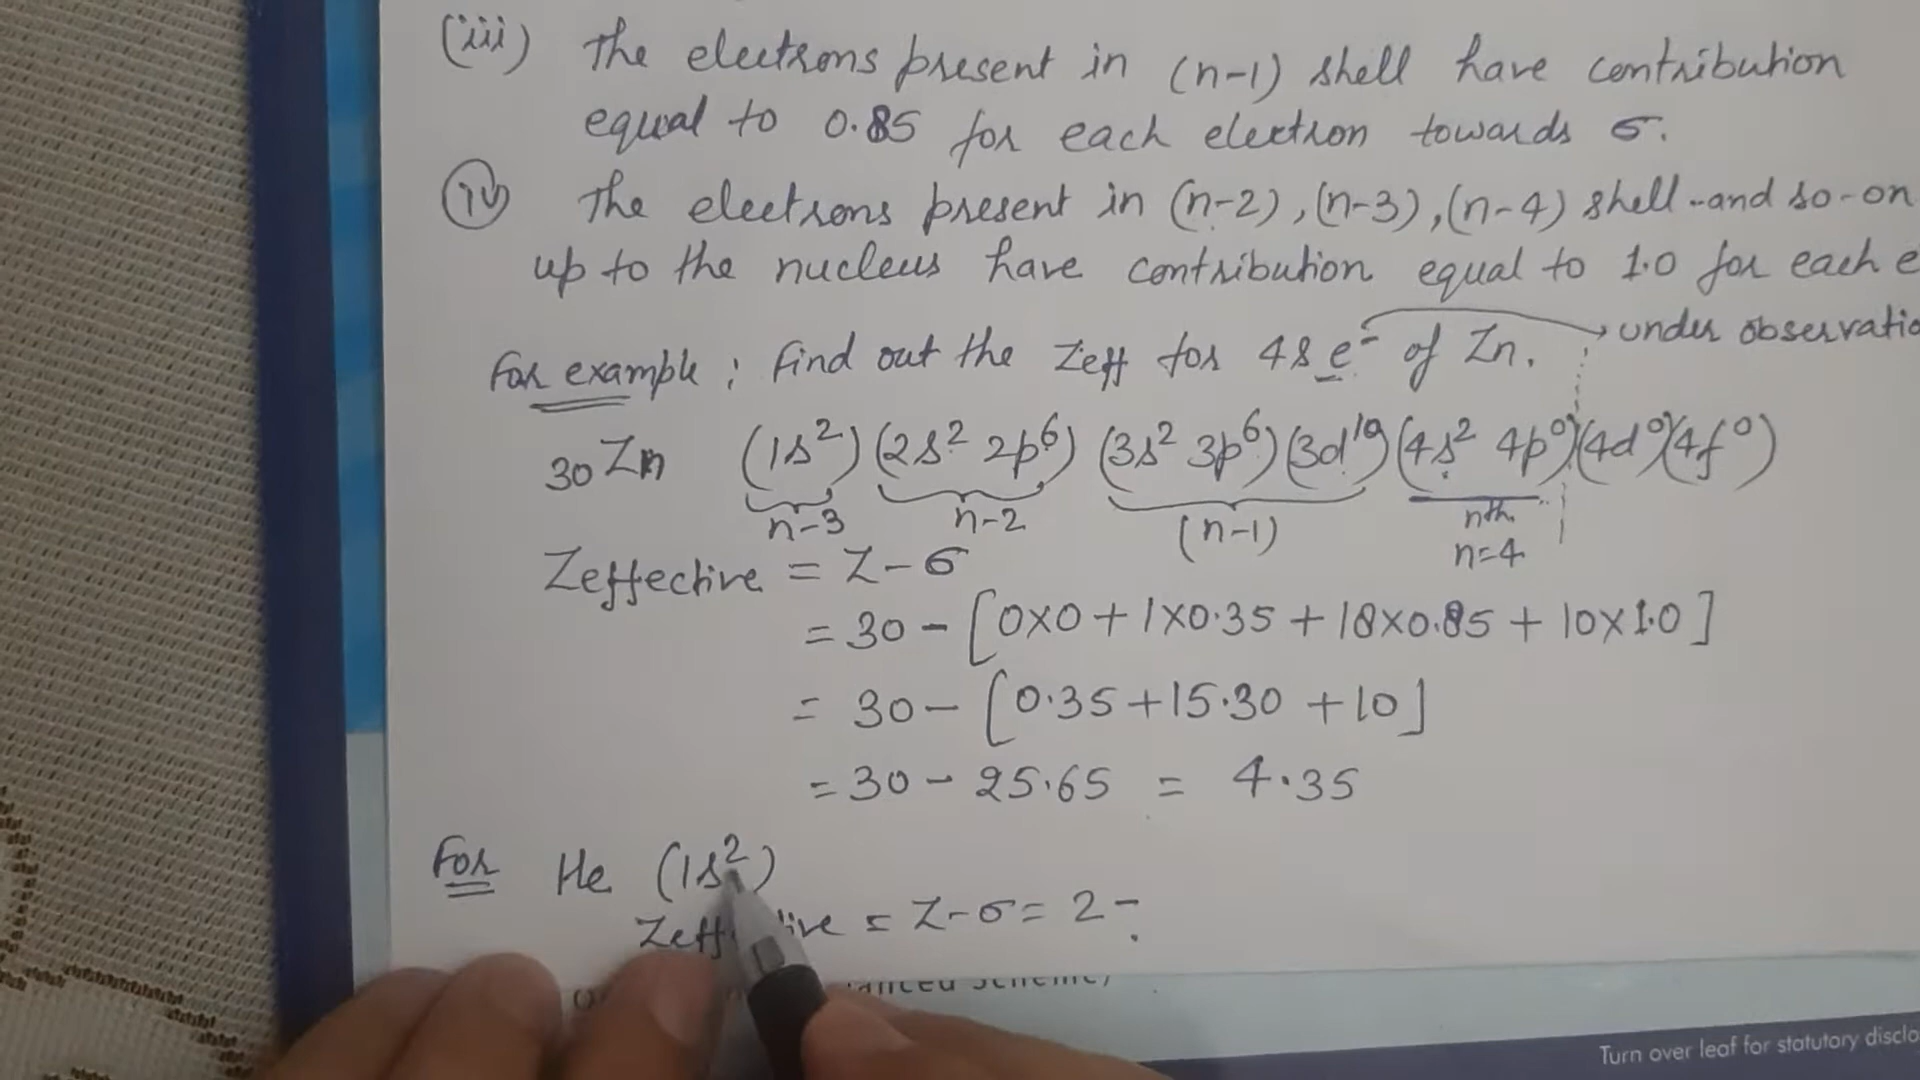 (iii) The electrons present in (n-1) shell have contribution
equal to 0.85 for each electron towards σ.
(iv) The electrons present in (n-2), (n-3), (n-4) shell - and so-on
up to the nucleus have contribution equal to 1.0 for each e
For example : Find out the Zeff for 4s e⁻ of Zn. → under observatio
₃₀Zn (1s²) (2s² 2p⁶) (3s² 3p⁶) (3d¹⁰) (4s² 4p⁰) (4d⁰) (4f⁰)
n-3 n-2 (n-1) nth
n=4
Zeffective = Z-σ
= 30 - [0×0 + 1×0.35 + 18×0.85 + 10×1.0]
= 30 - [0.35 + 15.30 + 10]
= 30 - 25.65 = 4.35
For He (1s²)
= Z-σ = 2 -
Turn over leaf for statutory disclo